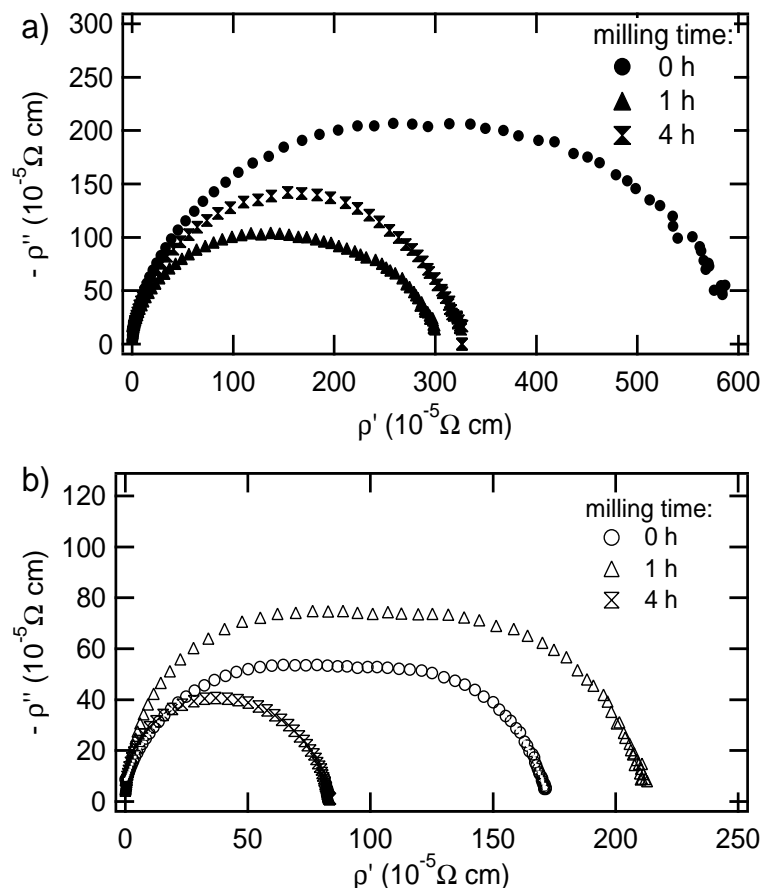 a)
300
250
200
150
100
50
0
- ρ'' (10⁻⁵Ω cm)
milling time:
0 h
1 h
4 h
0 100 200 300 400 500 600
ρ' (10⁻⁵Ω cm)
b)
120
100
80
60
40
20
0
- ρ'' (10⁻⁵Ω cm)
milling time:
0 h
1 h
4 h
0 50 100 150 200 250
ρ' (10⁻⁵Ω cm)